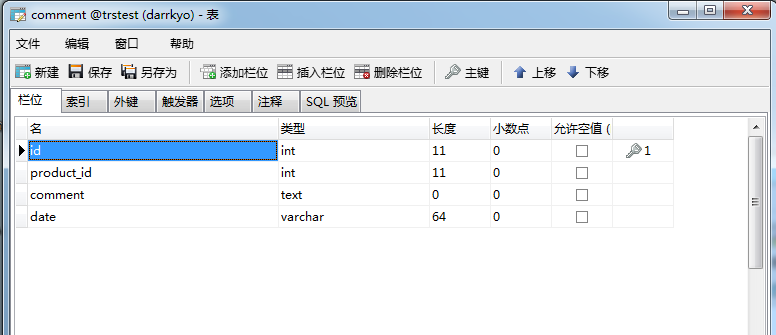 comment @trstest (darrkyo) - 表
文件 编辑 窗口 帮助
新建 保存 另存为 添加栏位 插入栏位 删除栏位 主键 上移 下移
栏位 索引 外键 触发器 选项 注释 SQL 预览
名 类型 长度 小数点 允许空值 (
id int 11 0 1
product_id int 11 0
comment text 0 0
date varchar 64 0